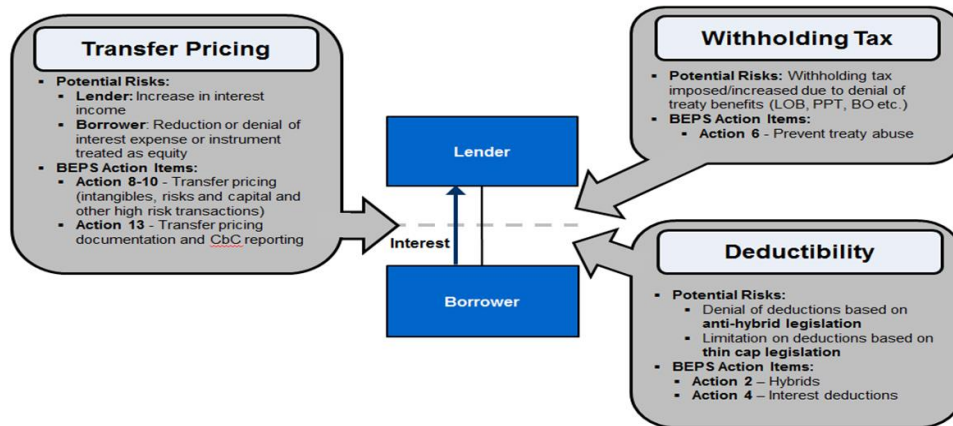 Transfer Pricing
▪ Potential Risks:
▪ Lender: Increase in interest
income
▪ Borrower: Reduction or denial of
interest expense or instrument
treated as equity
▪ BEPS Action Items:
▪ Action 8-10 - Transfer pricing
(intangibles, risks and capital and
other high risk transactions)
▪ Action 13 - Transfer pricing
documentation and CbC reporting
Lender
Interest
Borrower
Withholding Tax
▪ Potential Risks: Withholding tax
imposed/increased due to denial of
treaty benefits (LOB, PPT, BO etc.)
▪ BEPS Action Items:
▪ Action 6 - Prevent treaty abuse
Deductibility
▪ Potential Risks:
▪ Denial of deductions based on
anti-hybrid legislation
▪ Limitation on deductions based on
thin cap legislation
▪ BEPS Action Items:
▪ Action 2 – Hybrids
▪ Action 4 – Interest deductions